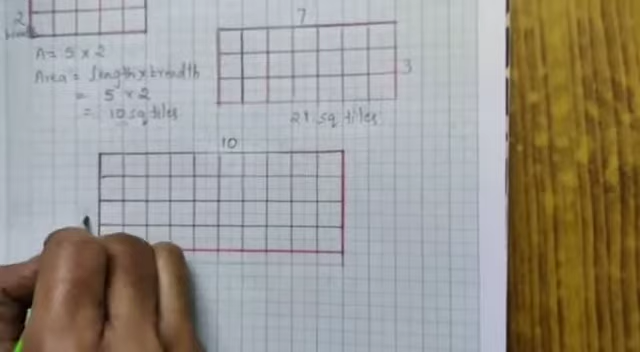 2
A = 5 x 2
Area = length x breadth
= 5 x 2
= 10 sq tiles
7
3
21 sq tiles
10